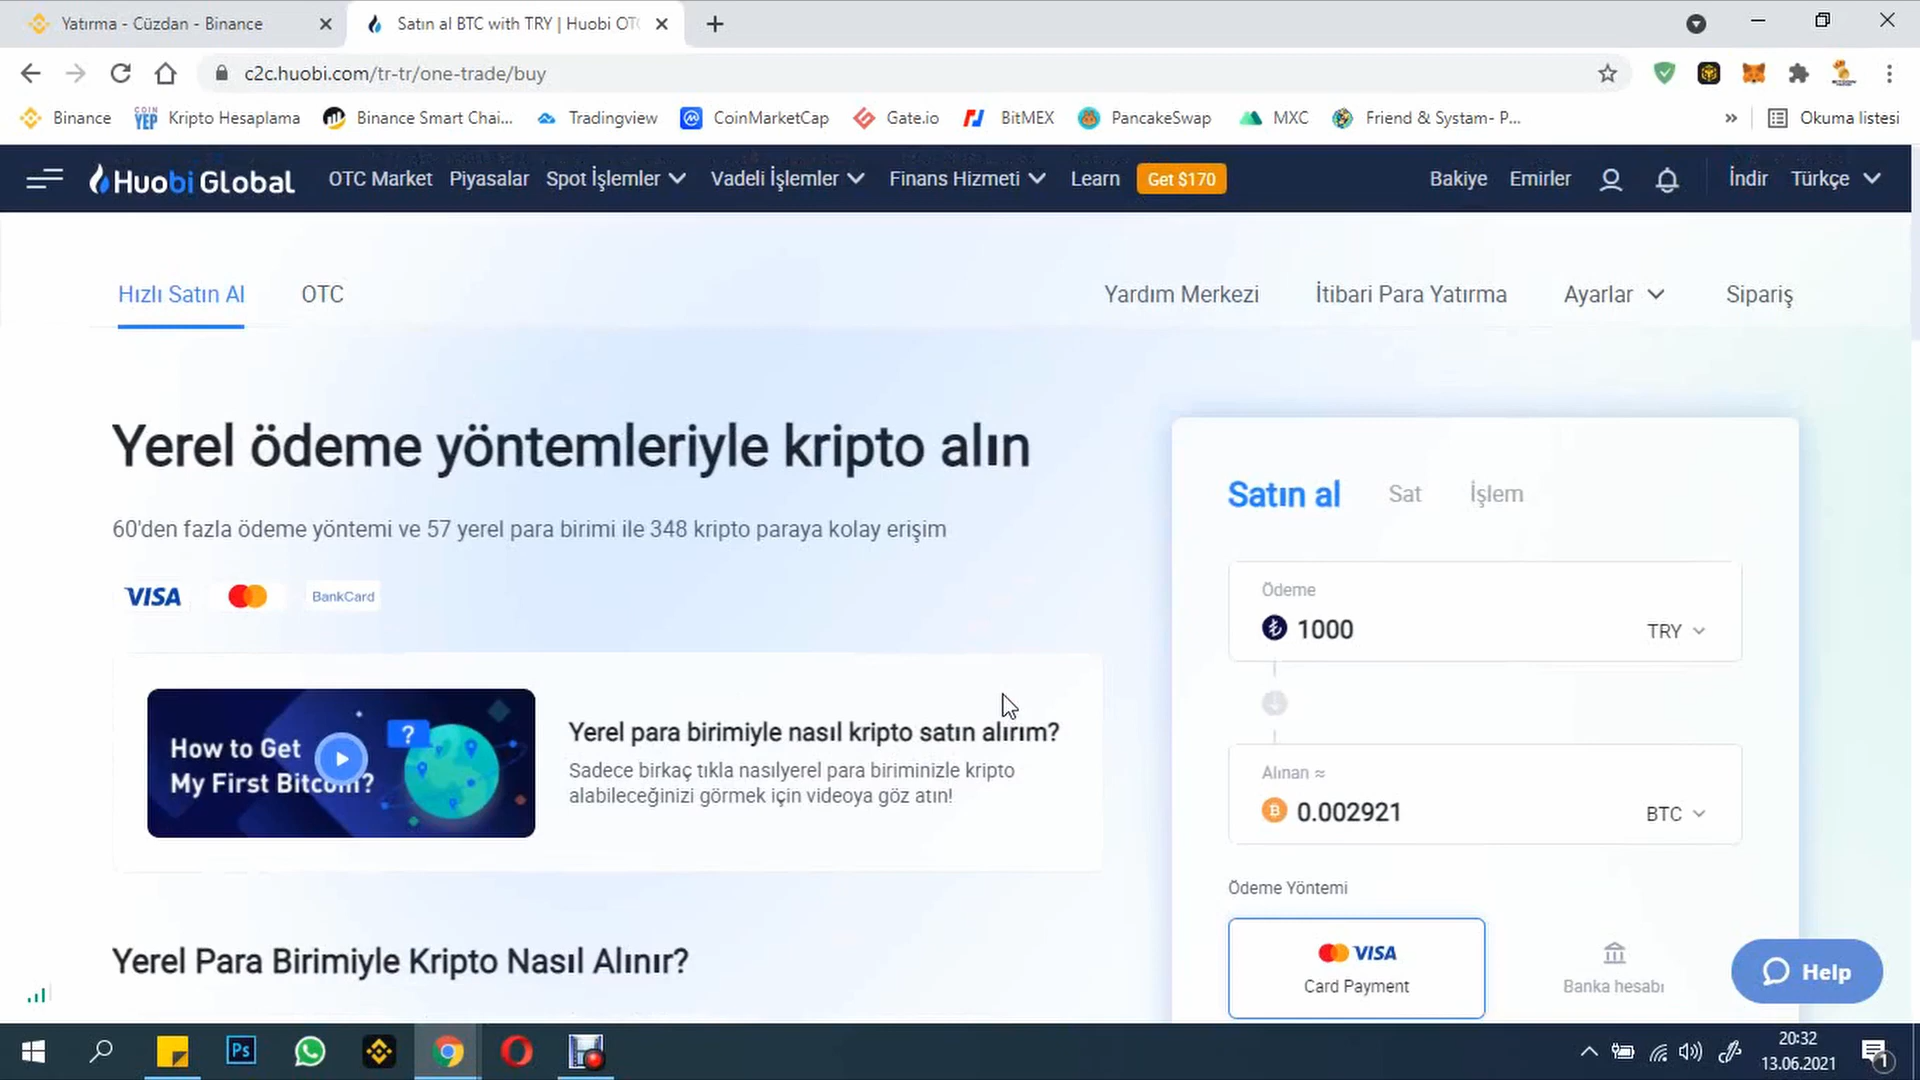 Yatırma - Cüzdan - Binance
Satın al BTC with TRY | Huobi OT
c2c.huobi.com/tr-tr/one-trade/buy
Binance
COIN YEP
Kripto Hesaplama
Binance Smart Chai...
Tradingview
CoinMarketCap
Gate.io
BitMEX
PancakeSwap
MXC
Friend & Systam- P...
»
Okuma listesi
Huobi Global
OTC Market
Piyasalar
Spot İşlemler
Vadeli İşlemler
Finans Hizmeti
Learn
Get $170
Bakiye
Emirler
İndir
Türkçe
Hızlı Satın Al
OTC
Yardım Merkezi
İtibari Para Yatırma
Ayarlar
Sipariş
Yerel ödeme yöntemleriyle kripto alın
60'den fazla ödeme yöntemi ve 57 yerel para birimi ile 348 kripto paraya kolay erişim
VISA
BankCard
How to Get
My First Bitcoin?
?
Yerel para birimiyle nasıl kripto satın alırım?
Sadece birkaç tıkla nasılyerel para biriminizle kripto
alabileceğinizi görmek için videoya göz atın!
Yerel Para Birimiyle Kripto Nasıl Alınır?
Satın al
Sat
İşlem
Ödeme
1000
TRY
Alınan ≈
0.002921
BTC
Ödeme Yöntemi
VISA
Card Payment
Banka hesabı
Help
Ps
20:32
13.06.2021
1